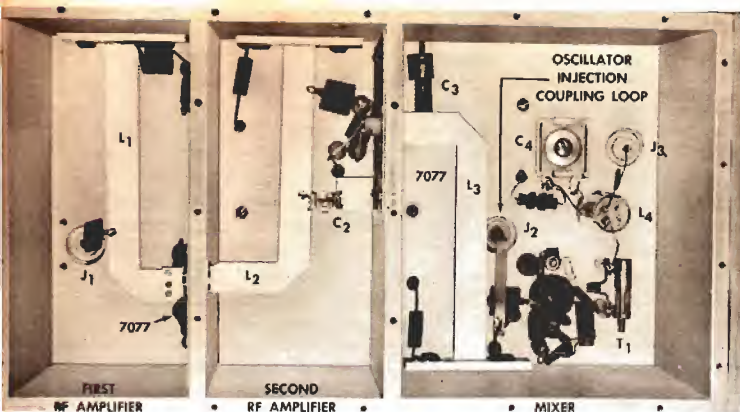 L1
J1
7077
FIRST
RF AMPLIFIER
L2
C2
SECOND
RF AMPLIFIER
C3
7077
L3
OSCILLATOR
INJECTION
COUPLING LOOP
C4
J3
J2
L4
T1
MIXER